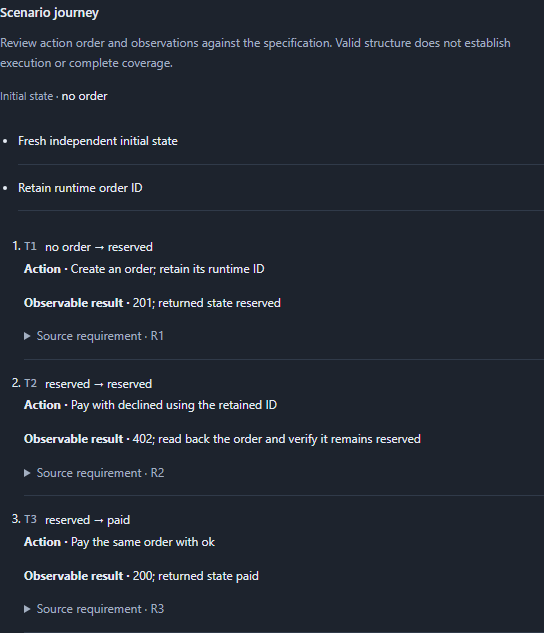 Scenario journey
Review action order and observations against the specification. Valid structure does not establish
execution or complete coverage.
Initial state · no order
• Fresh independent initial state
• Retain runtime order ID
1. T1 no order → reserved
Action · Create an order; retain its runtime ID
Observable result · 201; returned state reserved
▶ Source requirement · R1
2. T2 reserved → reserved
Action · Pay with declined using the retained ID
Observable result · 402; read back the order and verify it remains reserved
▶ Source requirement · R2
3. T3 reserved → paid
Action · Pay the same order with ok
Observable result · 200; returned state paid
▶ Source requirement · R3